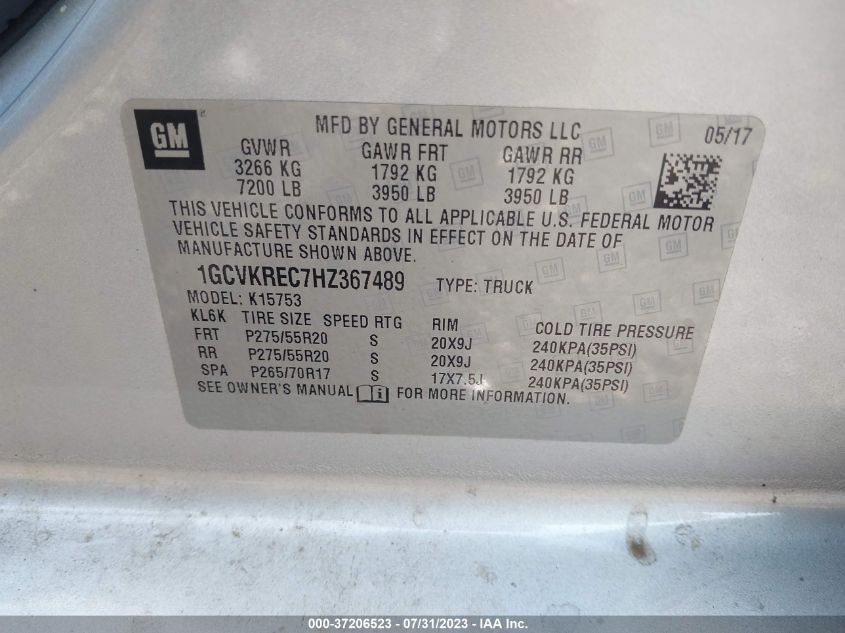 GM
MFD BY GENERAL MOTORS LLC
05/17
GVWR GAWR FRT GAWR RR
3266 KG 1792 KG 1792 KG
7200 LB 3950 LB 3950 LB
THIS VEHICLE CONFORMS TO ALL APPLICABLE U.S. FEDERAL MOTOR
VEHICLE SAFETY STANDARDS IN EFFECT ON THE DATE OF
MANUFACTURE SHOWN ABOVE.
1GCVKREC7HZ367489 TYPE: TRUCK
MODEL: K15753
KL6K TIRE SIZE SPEED RTG RIM COLD TIRE PRESSURE
FRT P275/55R20 S 20X9J 240KPA(35PSI)
RR P275/55R20 S 20X9J 240KPA(35PSI)
SPA P265/70R17 S 17X7.5J 240KPA(35PSI)
SEE OWNER'S MANUAL FOR MORE INFORMATION.
000-37206523 - 07/31/2023 - IAA Inc.